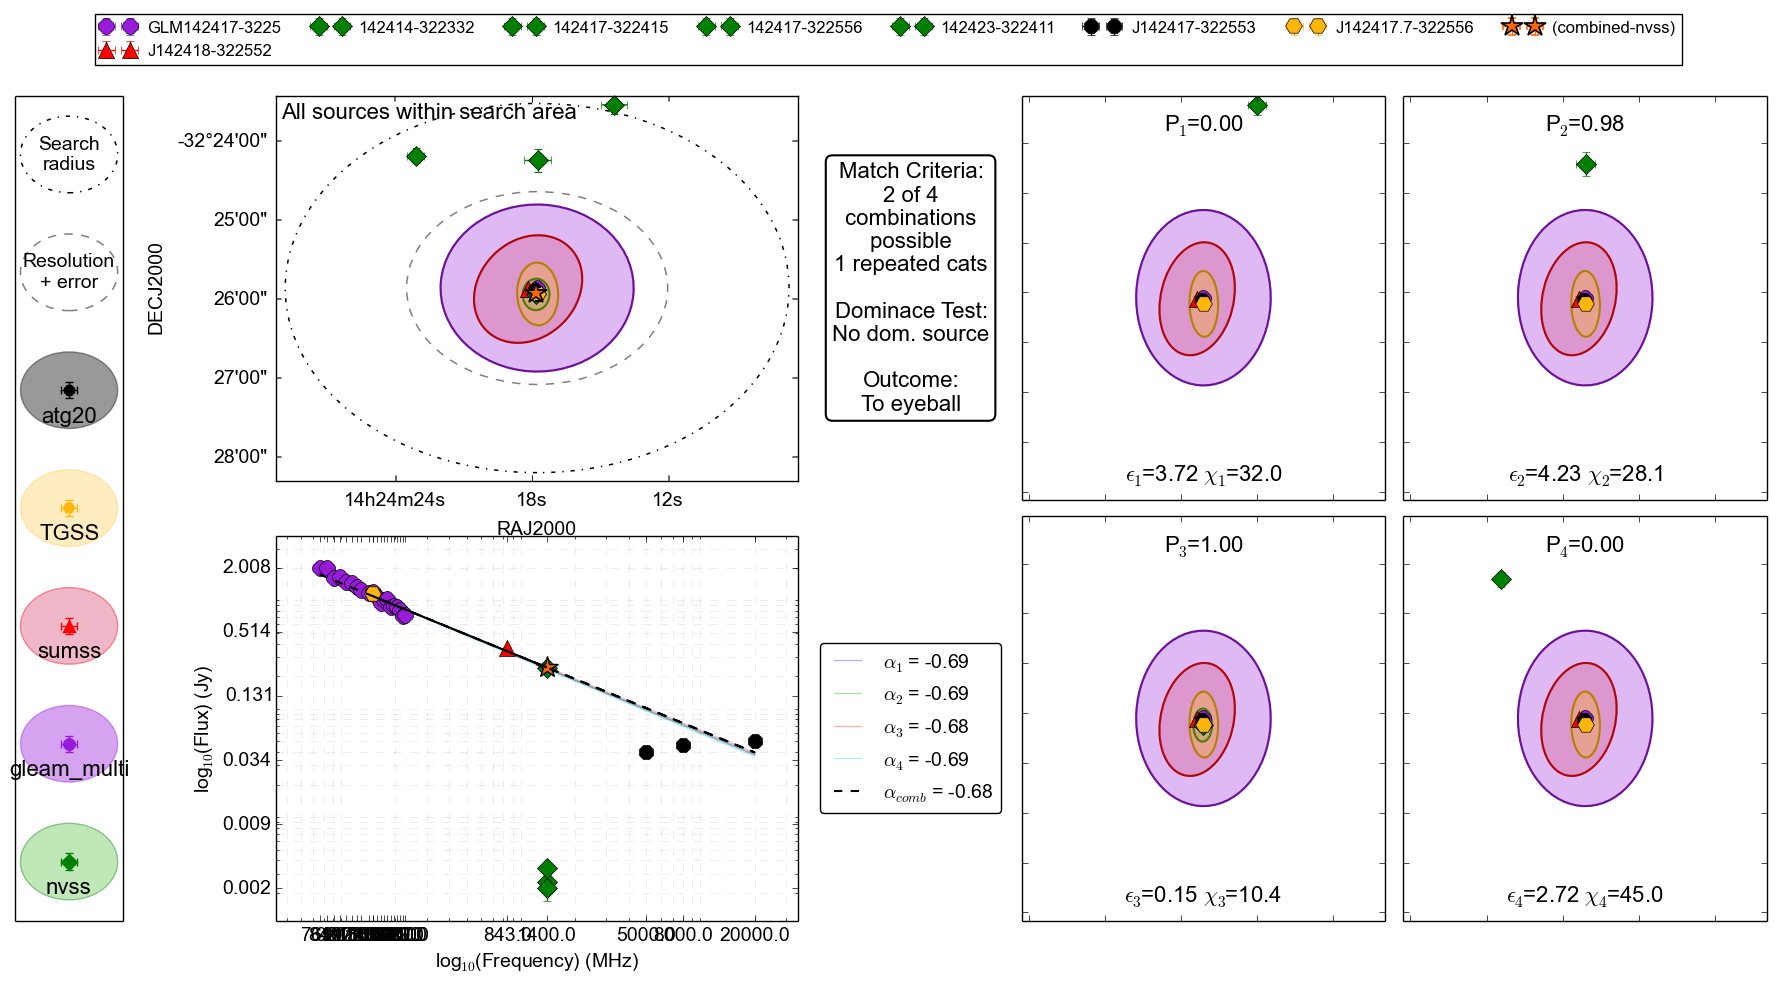 GLM142417-3225
142414-322332
142417-322415
142417-322556
142423-322411
J142417-322553
J142417.7-322556
(combined-nvss)
J142418-322552
Search
radius
Resolution
+ error
atg20
TGSS
sumss
gleam_multi
nvss
All sources within search area
-32°24'00"
25'00"
26'00"
27'00"
28'00"
DECJ2000
14h24m24s
18s
12s
RAJ2000
Match Criteria:
2 of 4
combinations
possible
1 repeated cats
Dominace Test:
No dom. source
Outcome:
To eyeball
P1=0.00
ϵ1=3.72 χ1=32.0
P2=0.98
ϵ2=4.23 χ2=28.1
P3=1.00
ϵ3=0.15 χ3=10.4
P4=0.00
ϵ4=2.72 χ4=45.0
2.008
0.514
0.131
0.034
0.009
0.002
log10(Flux) (Jy)
843.0
1400.0
5000.0
8000.0
20000.0
log10(Frequency) (MHz)
α1 = -0.69
α2 = -0.69
α3 = -0.68
α4 = -0.69
αcomb = -0.68